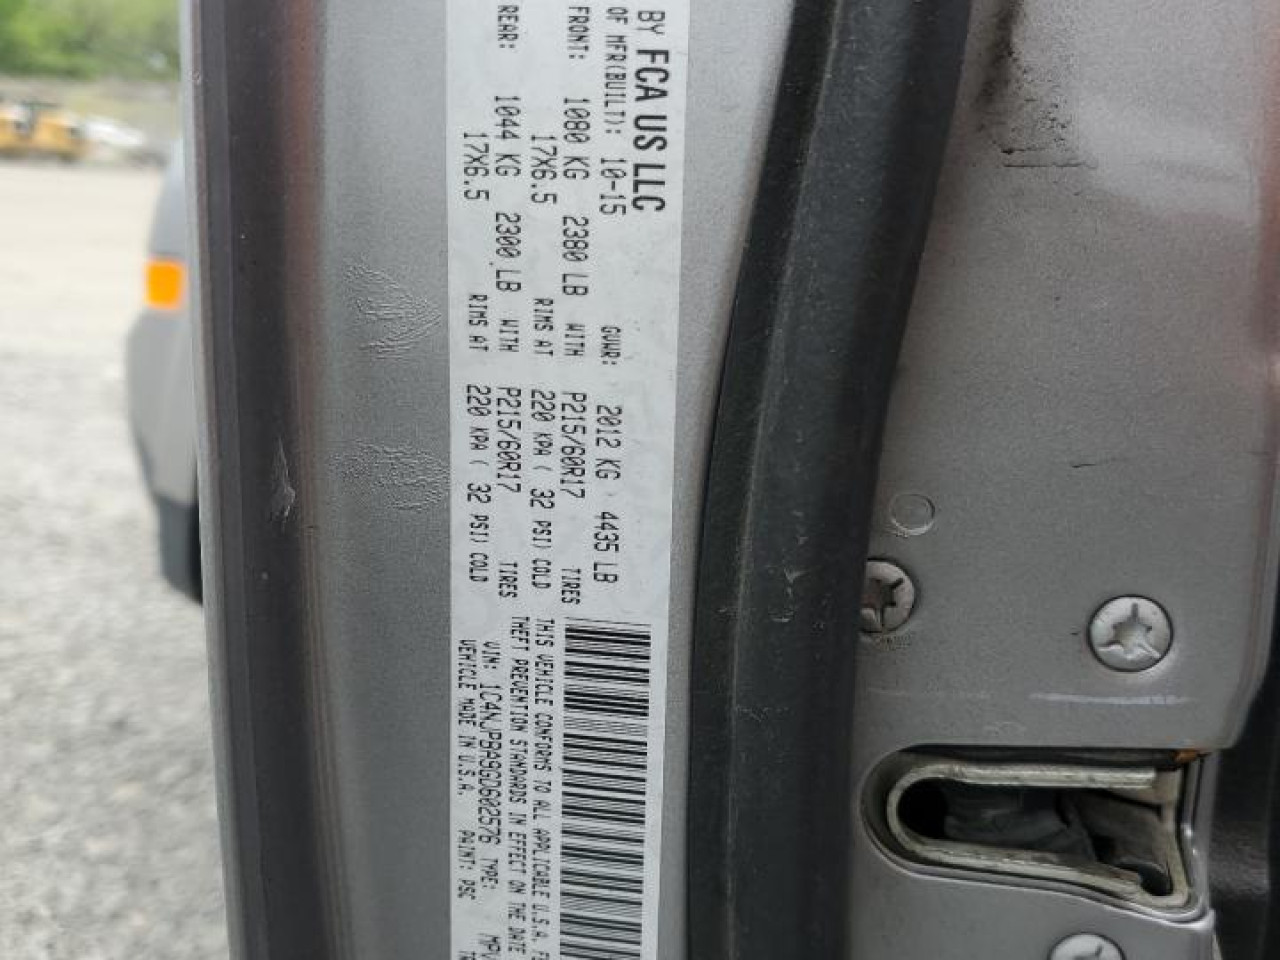 BY FCA US LLC
OF MFR(BUILT): 10-15 GVWR: 2012 KG 4435 LB
FRONT: 1080 KG 2380 LB WITH P215/60R17 TIRES
17X6.5 RIMS AT 220 KPA ( 32 PSI) COLD
REAR: 1044 KG 2300 LB WITH P215/60R17 TIRES
17X6.5 RIMS AT 220 KPA ( 32 PSI) COLD
THIS VEHICLE CONFORMS TO ALL APPLICABLE U.S.A. FE
THEFT PREVENTION STANDARDS IN EFFECT ON THE DATE
VIN: 1C4NJPBA9GD602576 TYPE: MPV
VEHICLE MADE IN U.S.A. PAINT: PSC